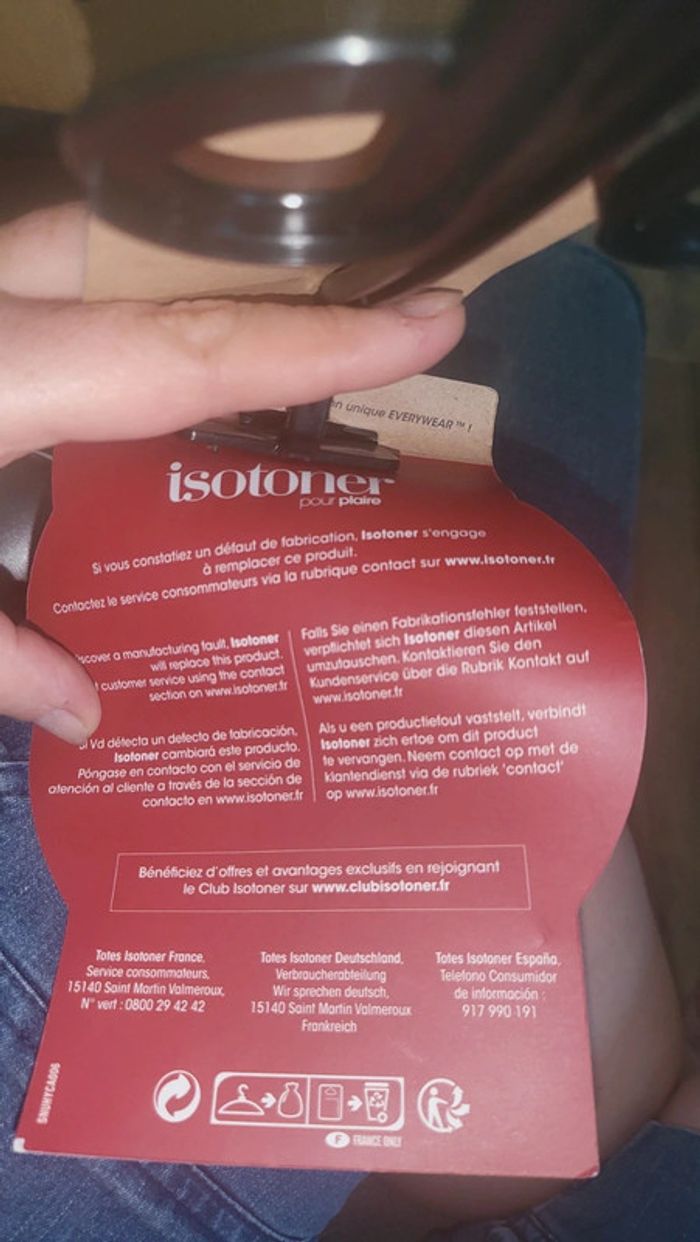 en unique EVERYWEAR™ !
isotoner
pour plaire
Si vous constatiez un défaut de fabrication, Isotoner s'engage
à remplacer ce produit.
Contactez le service consommateurs via la rubrique contact sur www.isotoner.fr
a manufacturing fault, Isotoner
will replace this product.
customer service using the contact
section on www.isotoner.fr
Falls Sie einen Fabrikationsfehler feststellen,
verpflichtet sich Isotoner diesen Artikel
umzutauschen. Kontaktieren Sie den
Kundenservice über die Rubrik Kontakt auf
www.isotoner.fr
Si Vd détecta un defecto de fabricación,
Isotoner cambiará este producto.
Póngase en contacto con el servicio de
atención al cliente a través de la sección de
contacto en www.isotoner.fr
Als u een productiefout vaststelt, verbindt
Isotoner zich ertoe om dit product
te vervangen. Neem contact op met de
klantendienst via de rubriek 'contact'
op www.isotoner.fr
Bénéficiez d'offres et avantages exclusifs en rejoignant
le Club Isotoner sur www.clubisotoner.fr
Totes Isotoner France,
Service consommateurs,
15140 Saint Martin Valmeroux,
N° vert : 0800 29 42 42
Totes Isotoner Deutschland,
Verbraucherabteilung
Wir sprechen deutsch,
15140 Saint Martin Valmeroux
Frankreich
Totes Isotoner España,
Telefono Consumidor
de información :
917 990 191
SNUHYCA006
F FRANCE ONLY